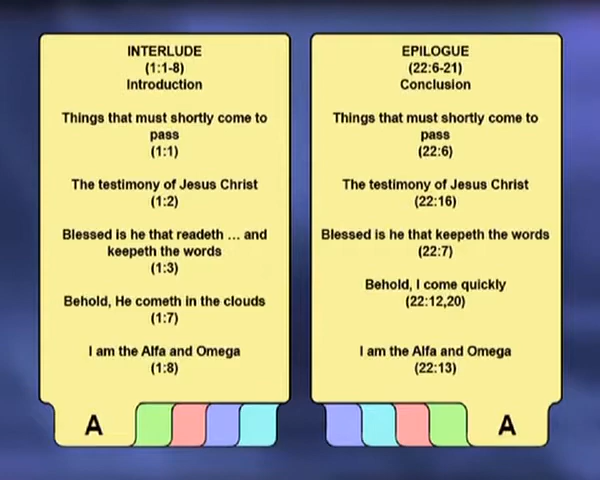 INTERLUDE
(1:1-8)
Introduction
Things that must shortly come to
pass
(1:1)
The testimony of Jesus Christ
(1:2)
Blessed is he that readeth ... and
keepeth the words
(1:3)
Behold, He cometh in the clouds
(1:7)
I am the Alfa and Omega
(1:8)
A
EPILOGUE
(22:6-21)
Conclusion
Things that must shortly come to
pass
(22:6)
The testimony of Jesus Christ
(22:16)
Blessed is he that keepeth the words
(22:7)
Behold, I come quickly
(22:12,20)
I am the Alfa and Omega
(22:13)
A